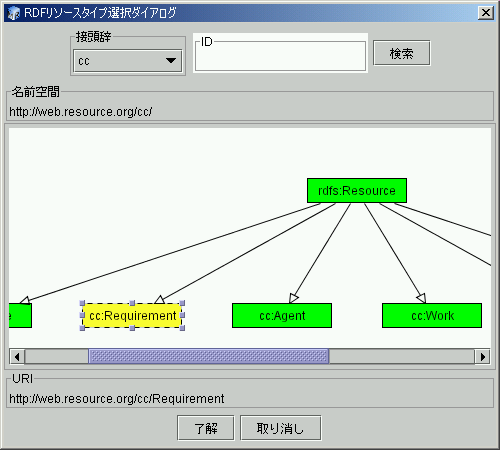 RDFリソースタイプ選択ダイアログ
接頭辞
ID
cc
検索
名前空間
http://web.resource.org/cc/
rdfs:Resource
e
cc:Requirement
cc:Agent
cc:Work
URI
http://web.resource.org/cc/Requirement
了解
取り消し